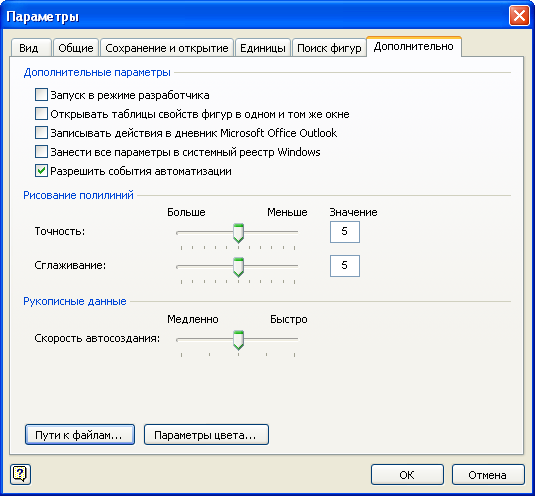 Параметры
Вид Общие Сохранение и открытие Единицы Поиск фигур Дополнительно
Дополнительные параметры
Запуск в режиме разработчика
Открывать таблицы свойств фигур в одном и том же окне
Записывать действия в дневник Microsoft Office Outlook
Занести все параметры в системный реестр Windows
Разрешить события автоматизации
Рисование полилиний
Больше Меньше Значение
Точность: 5
Сглаживание: 5
Рукописные данные
Медленно Быстро
Скорость автосоздания:
Пути к файлам... Параметры цвета...
? ОК Отмена